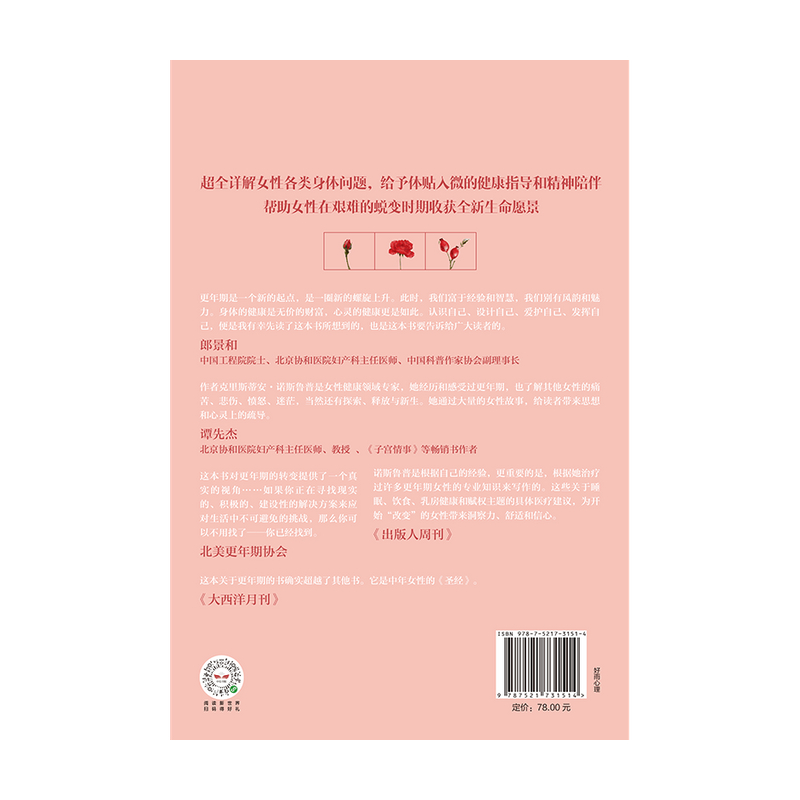 超全详解女性各类身体问题，给予体贴入微的健康指导和精神陪伴
帮助女性在艰难的蜕变时期收获全新生命愿景
更年期是一个新的起点，是一圈新的螺旋上升。此时，我们富于经验和智慧，我们别有风韵和魅
力。身体的健康是无价的财富，心灵的健康更是如此。认识自己、设计自己、爱护自己、发挥自
己，便是我有幸先读了这本书所想到的，也是这本书要告诉给广大读者的。
郎景和
中国工程院院士、北京协和医院妇产科主任医师、中国科普作家协会副理事长
作者克里斯蒂安·诺斯鲁普是女性健康领域专家，她经历和感受过更年期，也了解其他女性的痛
苦、悲伤、愤怒、迷茫，当然还有探索、释放与新生。她通过大量的女性故事，给读者带来思想
和心灵上的疏导。
谭先杰
北京协和医院妇产科主任医师、教授 、《子宫情事》等畅销书作者
这本书对更年期的转变提供了一个真
实的视角……如果你正在寻找现实
的、积极的、建设性的解决方案来应
对生活中不可避免的挑战，那么你可
以不用找了——你已经找到。
北美更年期协会
诺斯鲁普是根据自己的经验，更重要的是，根据她治疗
过许多更年期女性的专业知识来写作的。这些关于睡
眠、饮食、乳房健康和赋权主题的具体医疗建议，为开
始“改变”的女性带来洞察力、舒适和信心。
《出版人周刊》
这本关于更年期的书确实超越了其他书。它是中年女性的《圣经》。
《大西洋月刊》
阅读新世界
扫码得好礼
ISBN 978-7-5217-3151-4
9 787521 731514 >
定价：78.00 元
好雨心理